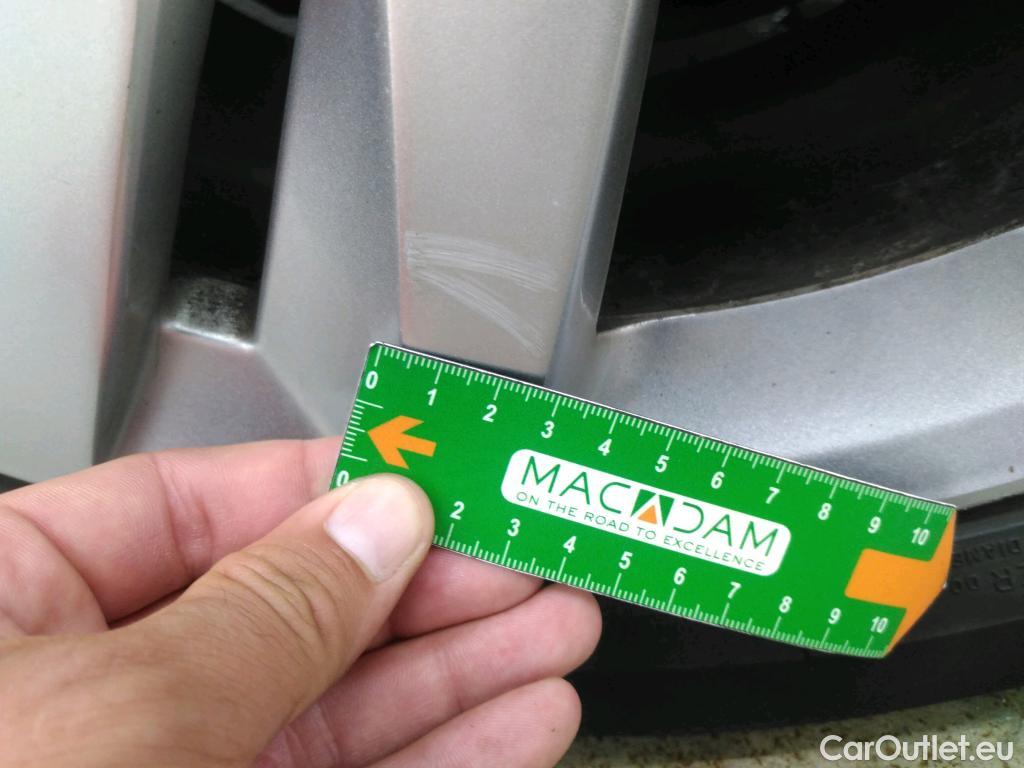 0 1 2 3 4 5 6 7 8 9 10
MACADAM
ON THE ROAD TO EXCELLENCE
0 2 3 4 5 6 7 8 9 10
CarOutlet.eu